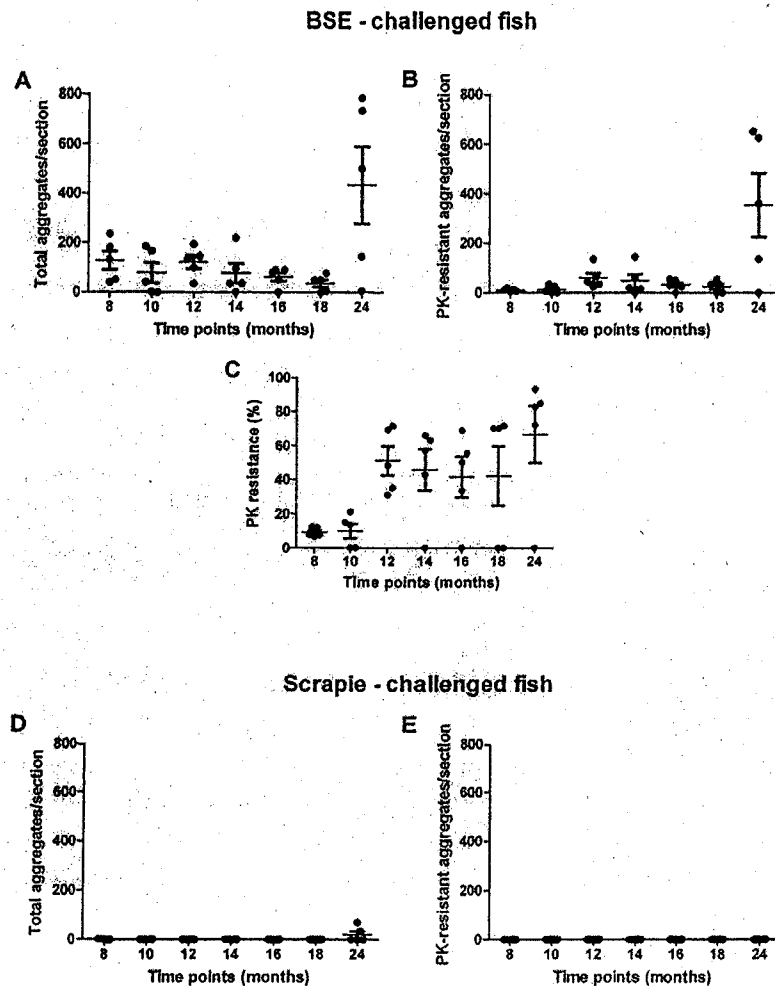 BSE - challenged fish
A
Total aggregates/section
800
600
400
200
0
8 10 12 14 16 18 24
Time points (months)
B
PK-resistant aggregates/section
800
600
400
200
0
8 10 12 14 16 18 24
Time points (months)
C
PK resistance (%)
100
80
60
40
20
0
8 10 12 14 16 18 24
Time points (months)
Scrapie - challenged fish
D
Total aggregates/section
800
600
400
200
0
8 10 12 14 16 18 24
Time points (months)
E
PK-resistant aggregates/section
800
600
400
200
0
8 10 12 14 16 18 24
Time points (months)